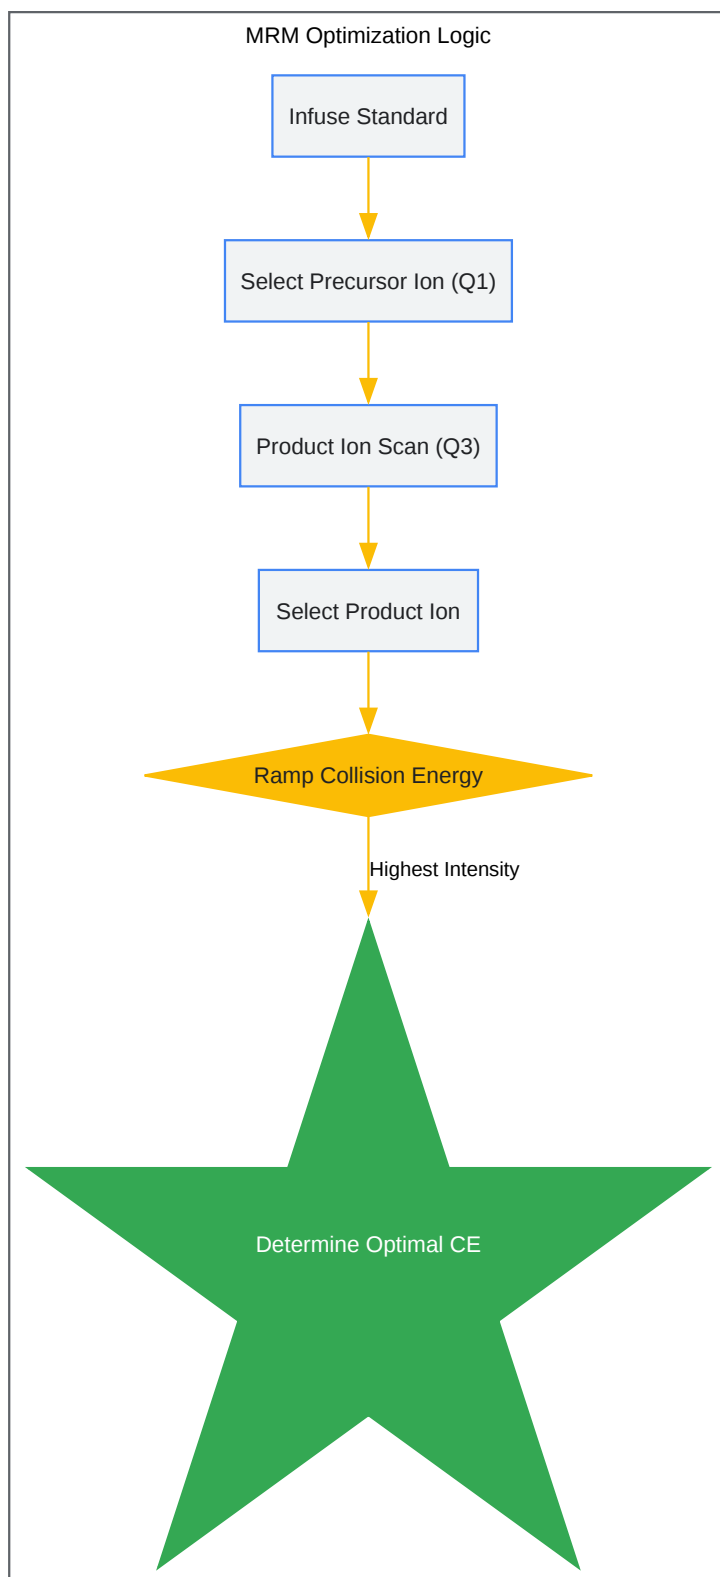 MRM Optimization Logic
Infuse Standard
Select Precursor Ion (Q1)
Product Ion Scan (Q3)
Select Product Ion
Ramp Collision Energy
Highest Intensity
Determine Optimal CE